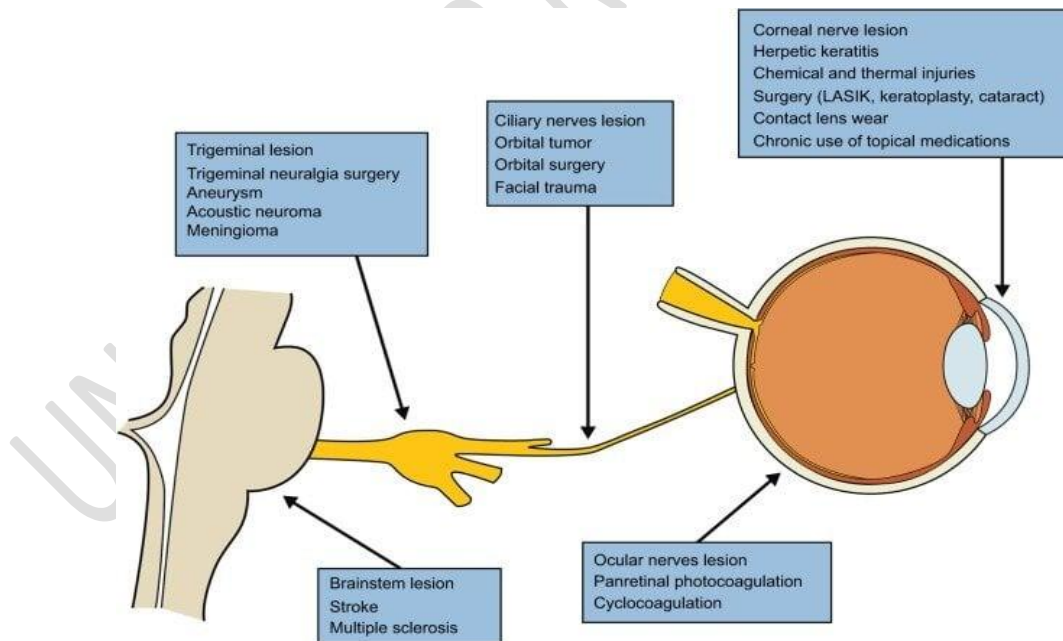 Corneal nerve lesion
Herpetic keratitis
Chemical and thermal injuries
Surgery (LASIK, keratoplasty, cataract)
Contact lens wear
Chronic use of topical medications
Ciliary nerves lesion
Orbital tumor
Orbital surgery
Facial trauma
Trigeminal lesion
Trigeminal neuralgia surgery
Aneurysm
Acoustic neuroma
Meningioma
Brainstem lesion
Stroke
Multiple sclerosis
Ocular nerves lesion
Panretinal photocoagulation
Cyclocoagulation